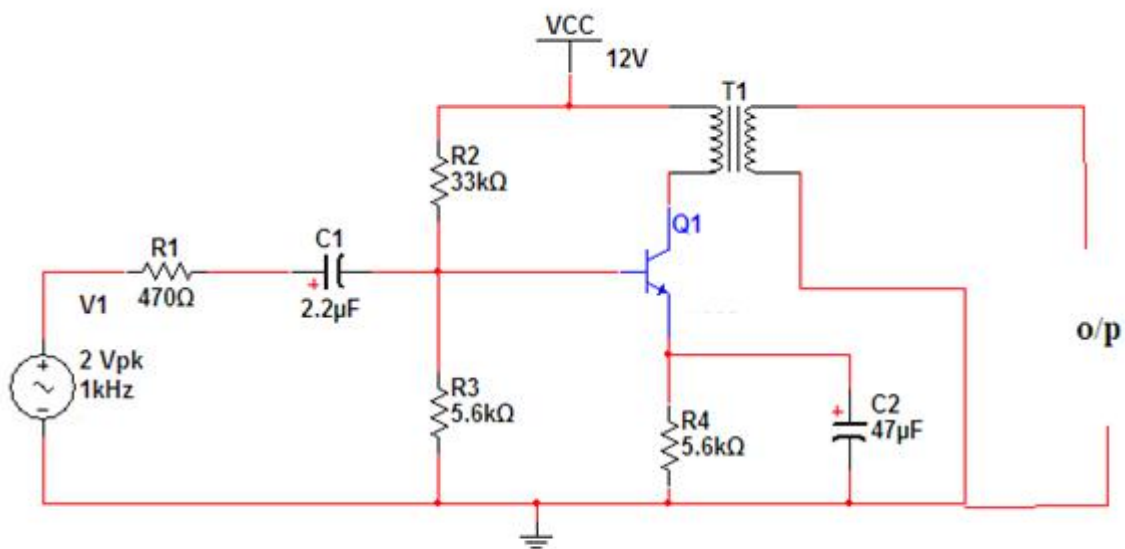 VCC
12V
T1
R2
33kΩ
Q1
R1
470Ω
C1
+
2.2µF
V1
2 Vpk
1kHz
+
−
R3
5.6kΩ
R4
5.6kΩ
+
C2
47µF
o/p